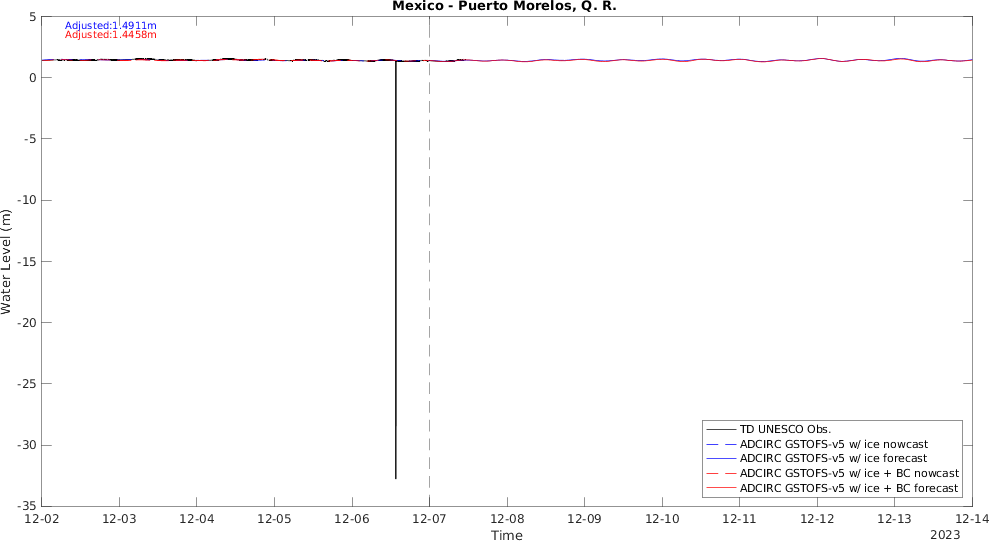 Mexico - Puerto Morelos, Q. R.
Adjusted:1.4911m
Adjusted:1.4458m
5
0
-5
-10
-15
-20
-25
-30
-35
Water Level (m)
12-02 12-03 12-04 12-05 12-06 12-07 12-08 12-09 12-10 12-11 12-12 12-13 12-14
Time
2023
TD UNESCO Obs.
ADCIRC GSTOFS-v5 w/ ice nowcast
ADCIRC GSTOFS-v5 w/ ice forecast
ADCIRC GSTOFS-v5 w/ ice + BC nowcast
ADCIRC GSTOFS-v5 w/ ice + BC forecast